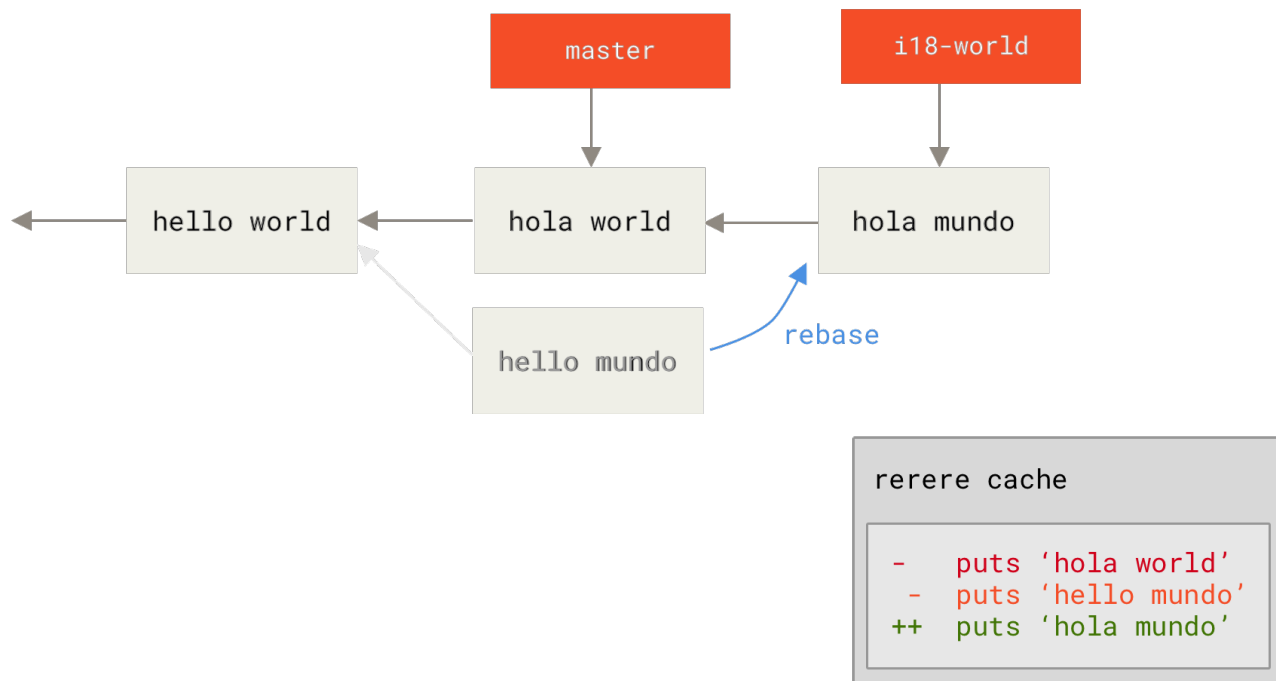 master
i18-world
hello world
hola world
hola mundo
hello mundo
rebase
rerere cache
- puts ‘hola world’
- puts ‘hello mundo’
++ puts ‘hola mundo’